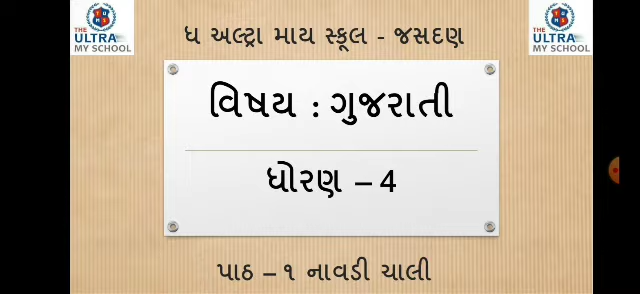 THE
ULTRA
MY SCHOOL
ધ અલ્ટ્રા માય સ્કૂલ - જસદણ
THE
ULTRA
MY SCHOOL
વિષય : ગુજરાતી
ધોરણ – 4
પાઠ – ૧ નાવડી ચાલી